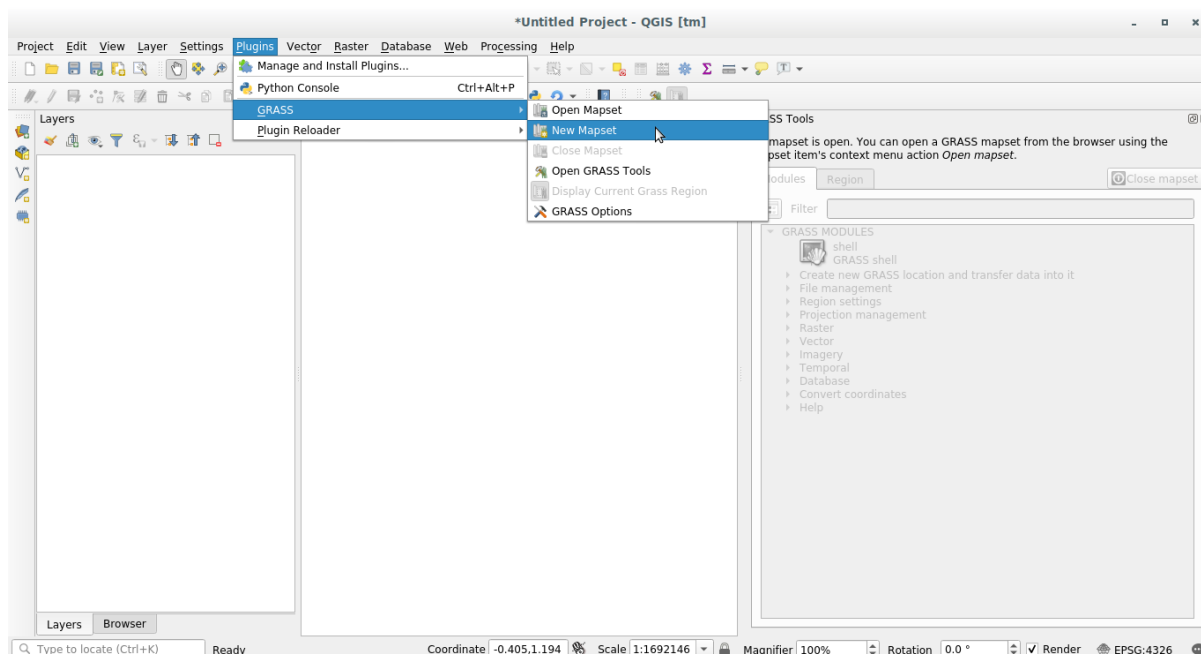 *Untitled Project - QGIS [tm]
Project Edit View Layer Settings Plugins Vector Raster Database Web Processing Help
Manage and Install Plugins...
Python Console Ctrl+Alt+P
GRASS
Plugin Reloader
Open Mapset
New Mapset
Close Mapset
Open GRASS Tools
Display Current Grass Region
GRASS Options
Layers
Tools
mapset is open. You can open a GRASS mapset from the browser using the
item's context menu action Open mapset.
Region
Close mapset
Filter
GRASS MODULES
shell
GRASS shell
Create new GRASS location and transfer data into it
File management
Region settings
Projection management
Raster
Vector
Imagery
Temporal
Database
Convert coordinates
Help
Layers Browser
Type to locate (Ctrl+K) Ready Coordinate -0.405,1.194 Scale 1:1692146 Magnifier 100% Rotation 0.0 ° Render EPSG:4326